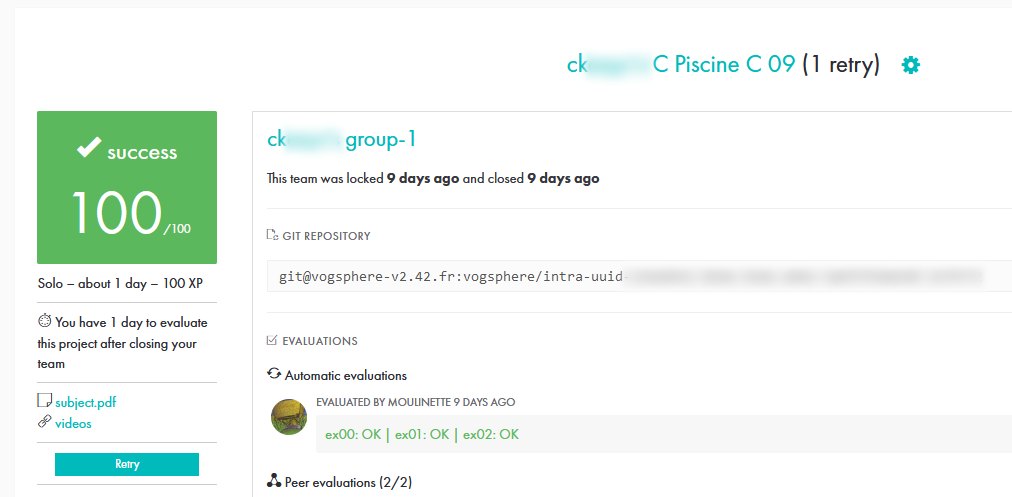 ck C Piscine C 09 (1 retry)
success
100/100
Solo – about 1 day – 100 XP
You have 1 day to evaluate
this project after closing your
team
subject.pdf
videos
Retry
ck group-1
This team was locked 9 days ago and closed 9 days ago
GIT REPOSITORY
git@vogsphere-v2.42.fr:vogsphere/intra-uuid
EVALUATIONS
Automatic evaluations
EVALUATED BY MOULINETTE 9 DAYS AGO
ex00: OK | ex01: OK | ex02: OK
Peer evaluations (2/2)